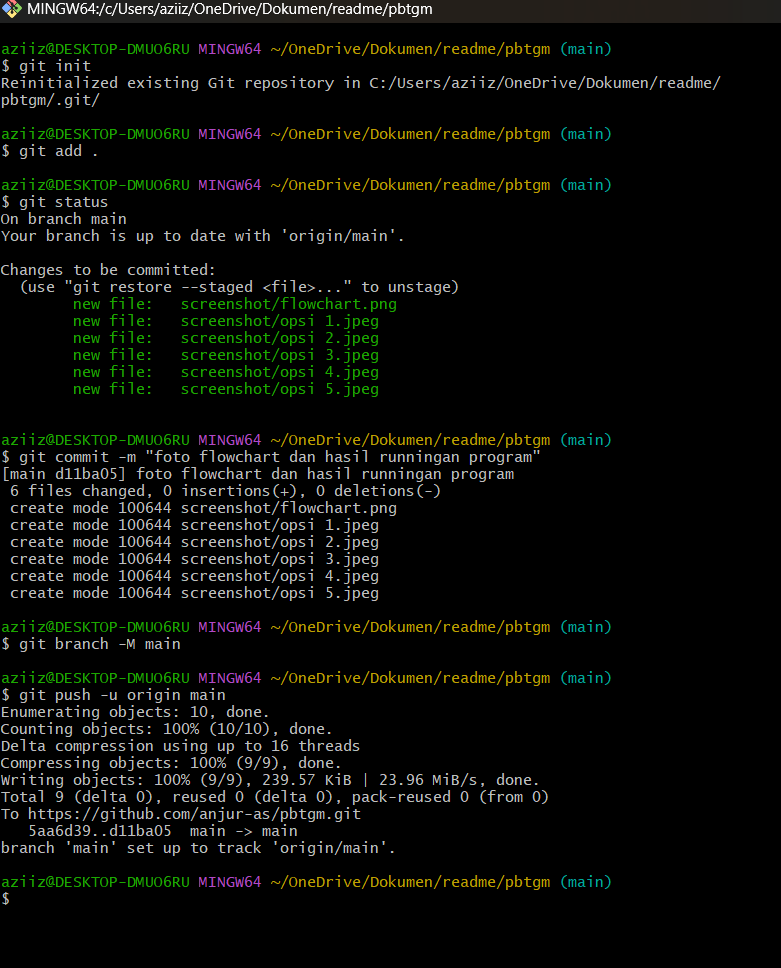 MINGW64:/c/Users/aziiz/OneDrive/Dokumen/readme/pbtgm
aziiz@DESKTOP-DMUO6RU MINGW64 ~/OneDrive/Dokumen/readme/pbtgm (main)
$ git init
Reinitialized existing Git repository in C:/Users/aziiz/OneDrive/Dokumen/readme/
pbtgm/.git/
aziiz@DESKTOP-DMUO6RU MINGW64 ~/OneDrive/Dokumen/readme/pbtgm (main)
$ git add .
aziiz@DESKTOP-DMUO6RU MINGW64 ~/OneDrive/Dokumen/readme/pbtgm (main)
$ git status
On branch main
Your branch is up to date with 'origin/main'.
Changes to be committed:
  (use "git restore --staged <file>..." to unstage)
        new file:   screenshot/flowchart.png
        new file:   screenshot/opsi 1.jpeg
        new file:   screenshot/opsi 2.jpeg
        new file:   screenshot/opsi 3.jpeg
        new file:   screenshot/opsi 4.jpeg
        new file:   screenshot/opsi 5.jpeg
aziiz@DESKTOP-DMUO6RU MINGW64 ~/OneDrive/Dokumen/readme/pbtgm (main)
$ git commit -m "foto flowchart dan hasil runningan program"
[main d11ba05] foto flowchart dan hasil runningan program
 6 files changed, 0 insertions(+), 0 deletions(-)
 create mode 100644 screenshot/flowchart.png
 create mode 100644 screenshot/opsi 1.jpeg
 create mode 100644 screenshot/opsi 2.jpeg
 create mode 100644 screenshot/opsi 3.jpeg
 create mode 100644 screenshot/opsi 4.jpeg
 create mode 100644 screenshot/opsi 5.jpeg
aziiz@DESKTOP-DMUO6RU MINGW64 ~/OneDrive/Dokumen/readme/pbtgm (main)
$ git branch -M main
aziiz@DESKTOP-DMUO6RU MINGW64 ~/OneDrive/Dokumen/readme/pbtgm (main)
$ git push -u origin main
Enumerating objects: 10, done.
Counting objects: 100% (10/10), done.
Delta compression using up to 16 threads
Compressing objects: 100% (9/9), done.
Writing objects: 100% (9/9), 239.57 KiB | 23.96 MiB/s, done.
Total 9 (delta 0), reused 0 (delta 0), pack-reused 0 (from 0)
To https://github.com/anjur-as/pbtgm.git
   5aa6d39..d11ba05  main -> main
branch 'main' set up to track 'origin/main'.
aziiz@DESKTOP-DMUO6RU MINGW64 ~/OneDrive/Dokumen/readme/pbtgm (main)
$